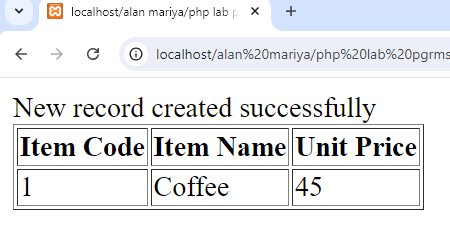 localhost/alan mariya/php lab p
localhost/alan%20mariya/php%20lab%20pgrms
New record created successfully
Item Code Item Name Unit Price
1 Coffee 45